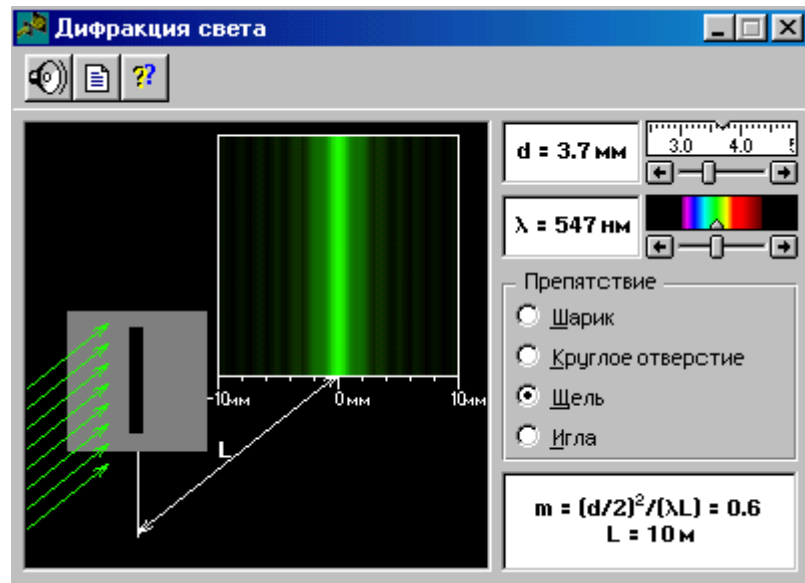 Дифракция света
??
d = 3.7 мм
3.0 4.0 5
λ = 547 нм
Препятствие
Шарик
Круглое отверстие
Щель
Игла
-10мм 0мм 10мм
L
m = (d/2)²/(λL) = 0.6
L = 10 м